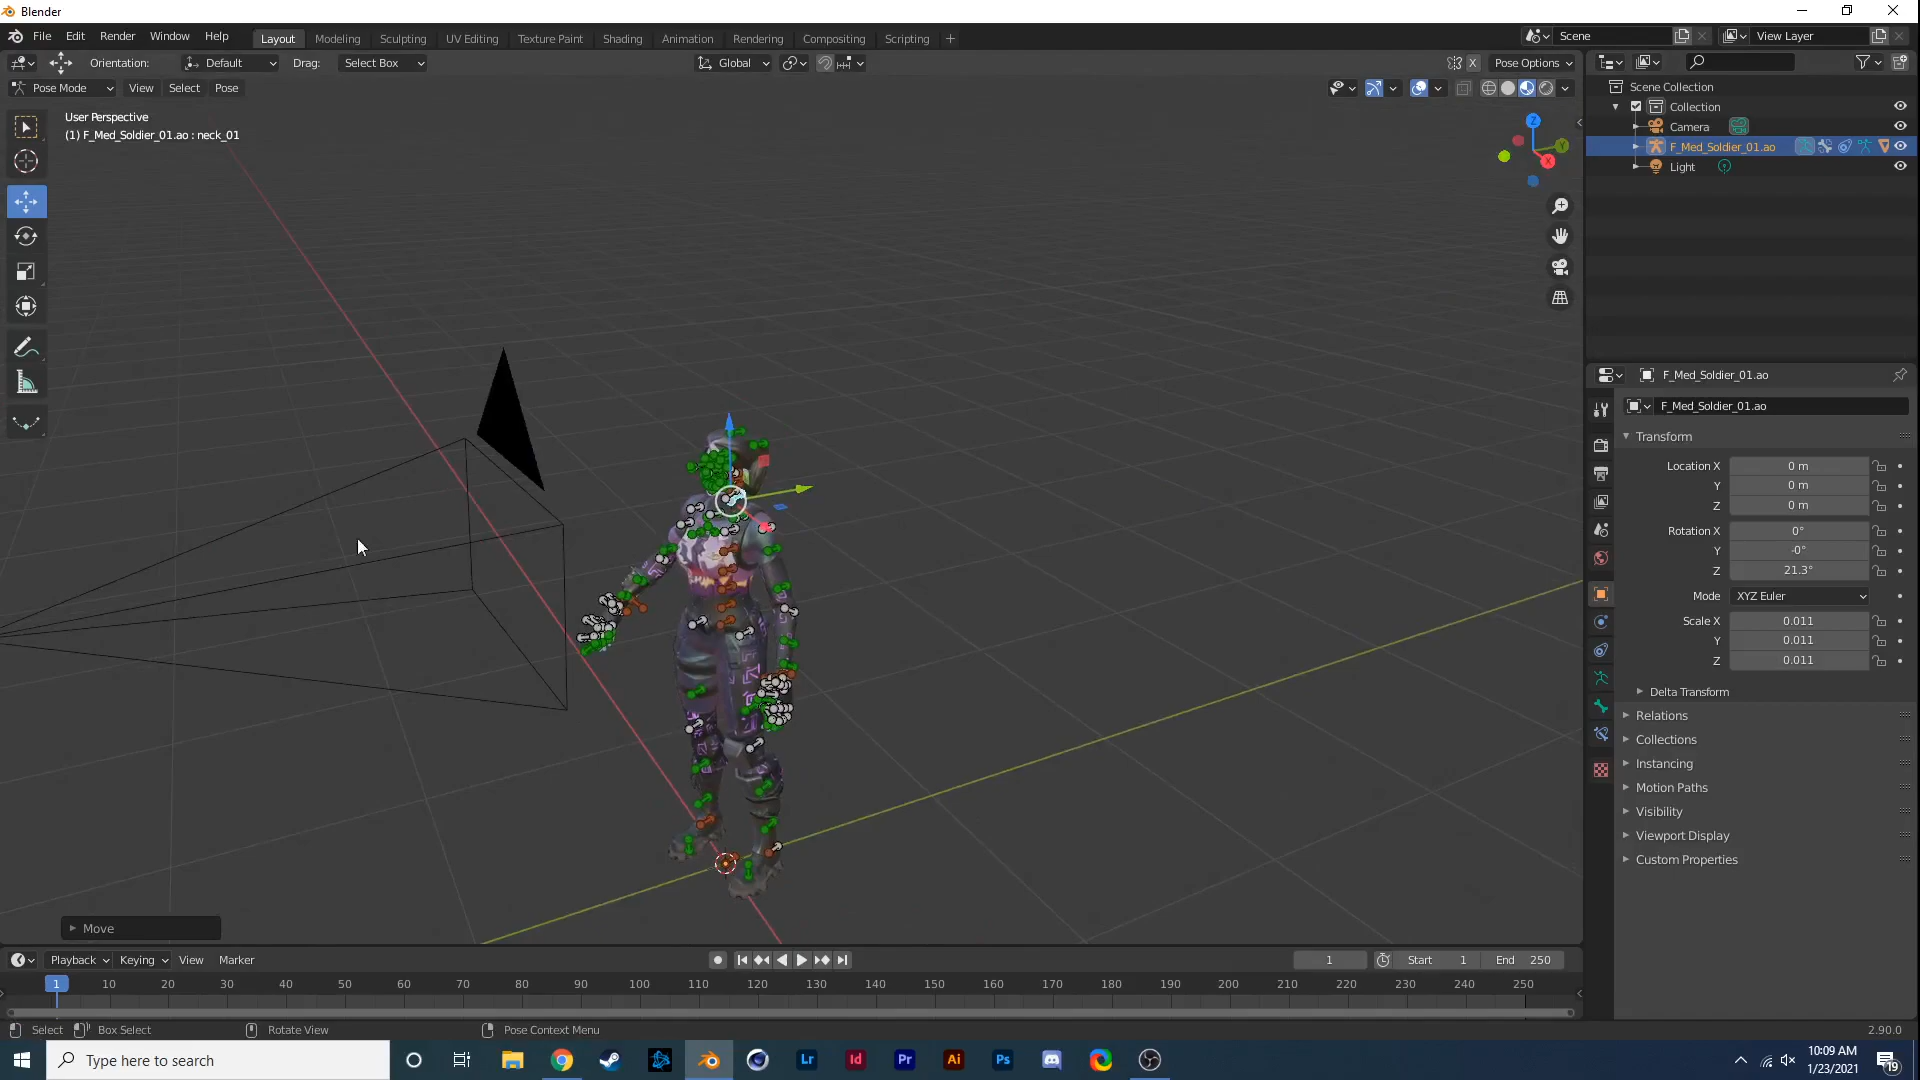 Blender
File Edit Render Window Help
Layout Modeling Sculpting UV Editing Texture Paint Shading Animation Rendering Compositing Scripting +
Scene
View Layer
Orientation: Default Drag: Select Box
Global
X Pose Options
Pose Mode View Select Pose
User Perspective
(1) F_Med_Soldier_01.ao : neck_01
Z
Y
X
Scene Collection
Collection
Camera
F_Med_Soldier_01.ao
Light
F_Med_Soldier_01.ao
F_Med_Soldier_01.ao
Transform
Location X 0 m
Y 0 m
Z 0 m
Rotation X 0°
Y -0°
Z 21.3°
Mode XYZ Euler
Scale X 0.011
Y 0.011
Z 0.011
Delta Transform
Relations
Collections
Instancing
Motion Paths
Visibility
Viewport Display
Custom Properties
Move
Playback Keying View Marker
1 Start 1 End 250
1 10 20 30 40 50 60 70 80 90 100 110 120 130 140 150 160 170 180 190 200 210 220 230 240 250
Select Box Select Rotate View Pose Context Menu 2.90.0
Type here to search
Lr Id Pr Ai Ps
10:09 AM
1/23/2021
19